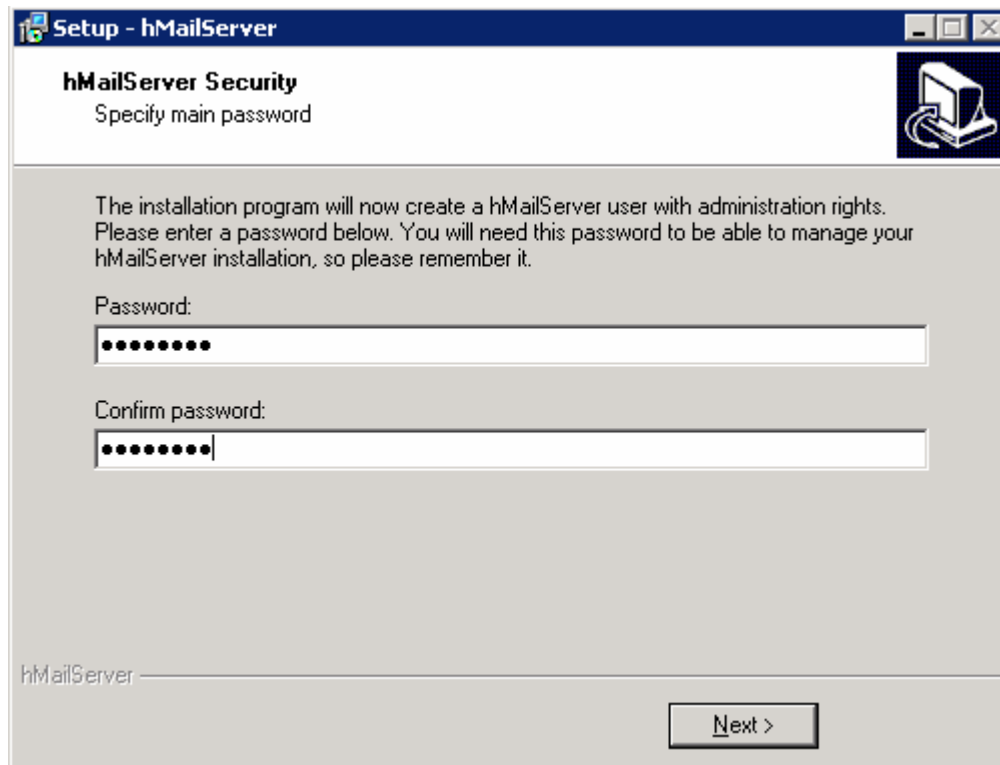 Setup - hMailServer
hMailServer Security
Specify main password
The installation program will now create a hMailServer user with administration rights.
Please enter a password below. You will need this password to be able to manage your
hMailServer installation, so please remember it.
Password:
●●●●●●●●
Confirm password:
●●●●●●●●
hMailServer
Next >